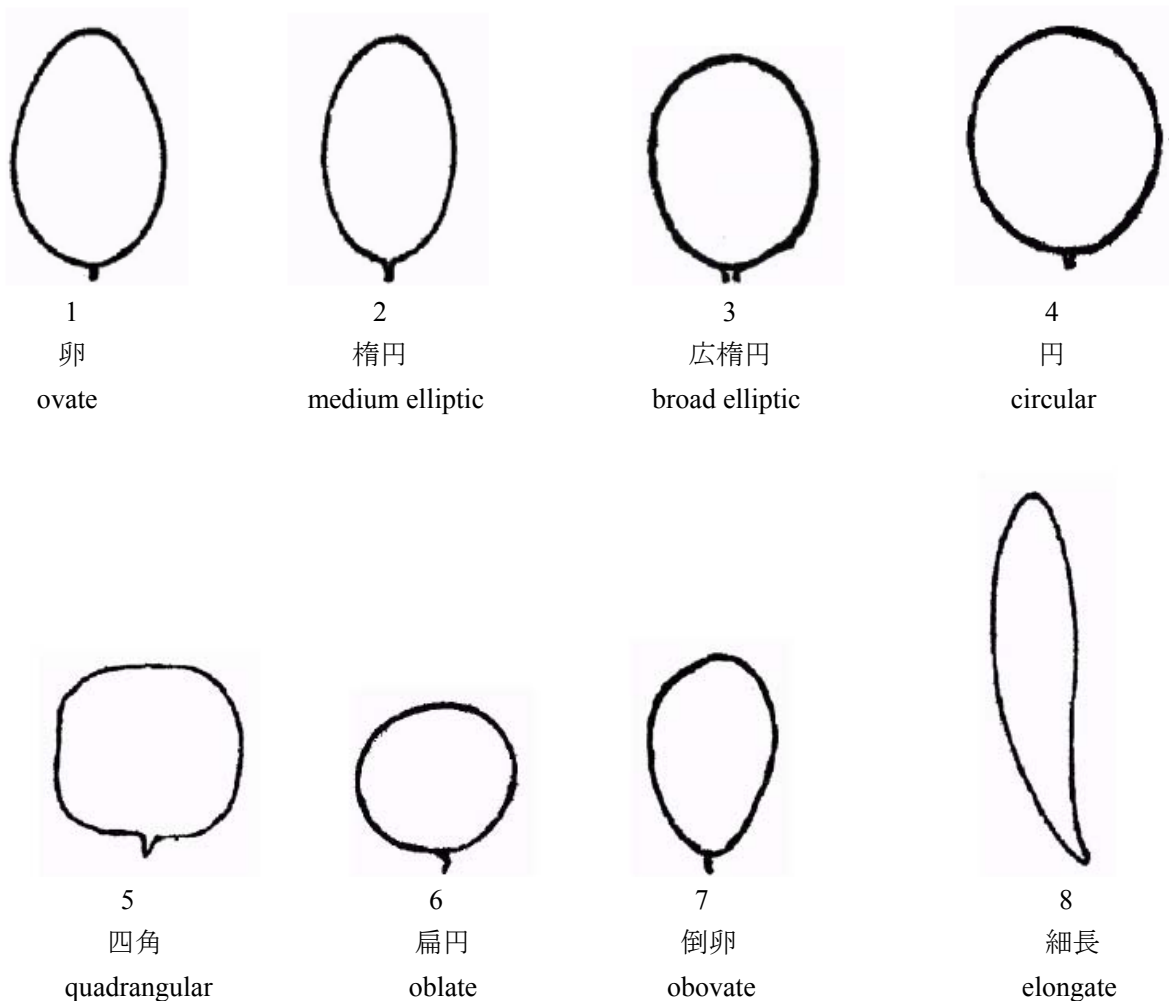 1 2 3 4
卵 楕円 広楕円 円
ovate medium elliptic broad elliptic circular
5 6 7 8
四角 扁円 倒卵 細長
quadrangular oblate obovate elongate